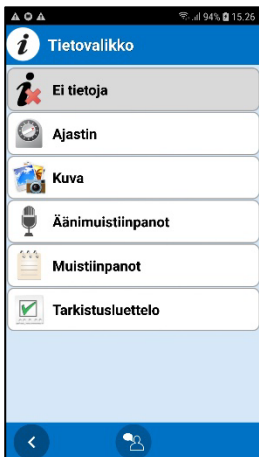 94% 15.26
i Tietovalikko
Ei tietoja
Ajastin
Kuva
Äänimuistiinpanot
Muistiinpanot
Tarkistusluettelo